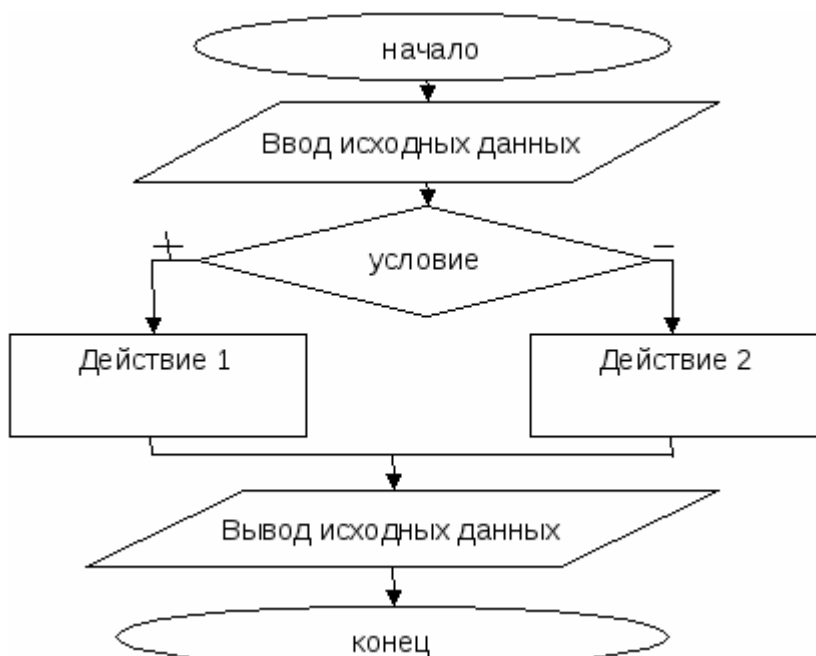 начало
Ввод исходных данных
+
−
условие
Действие 1
Действие 2
Вывод исходных данных
конец